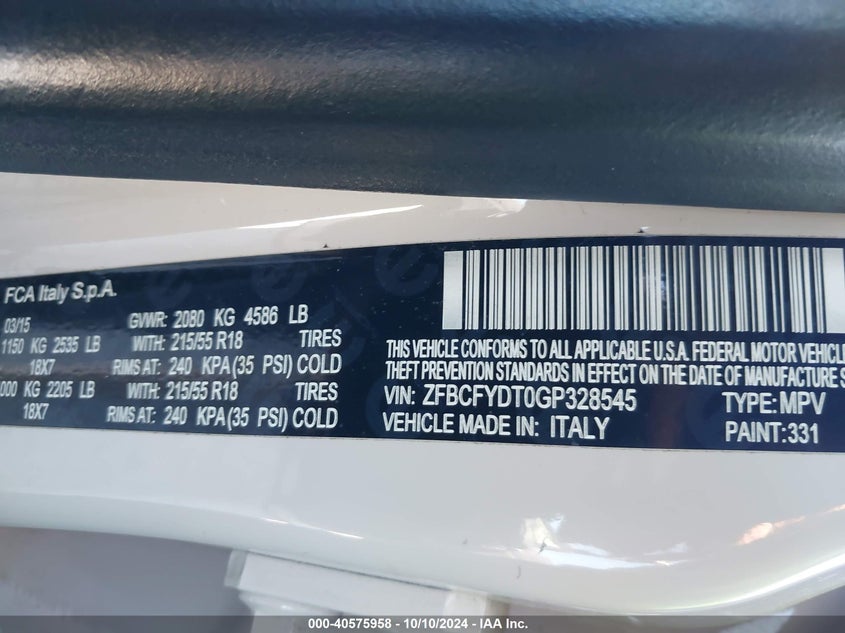 FCA Italy S.p.A.
03/15 GVWR: 2080 KG 4586 LB
1150 KG 2535 LB WITH: 215/55 R18 TIRES
18X7 RIMS AT: 240 KPA(35 PSI) COLD
000 KG 2205 LB WITH: 215/55 R18 TIRES
18X7 RIMS AT: 240 KPA(35 PSI) COLD
THIS VEHICLE CONFORMS TO ALL APPLICABLE U.S.A. FEDERAL MOTOR VEHICLE
THEFT PREVENTION STANDARDS IN EFFECT ON THE DATE OF MANUFACTURE S
VIN: ZFBCFYDT0GP328545 TYPE: MPV
VEHICLE MADE IN: ITALY PAINT:331
000-40575958 - 10/10/2024 - IAA Inc.